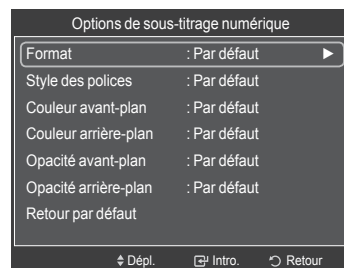 Options de sous-titrage numérique
Format : Par défaut ►
Style des polices : Par défaut
Couleur avant-plan : Par défaut
Couleur arrière-plan : Par défaut
Opacité avant-plan : Par défaut
Opacité arrière-plan : Par défaut
Retour par défaut
Dépl. Intro. Retour